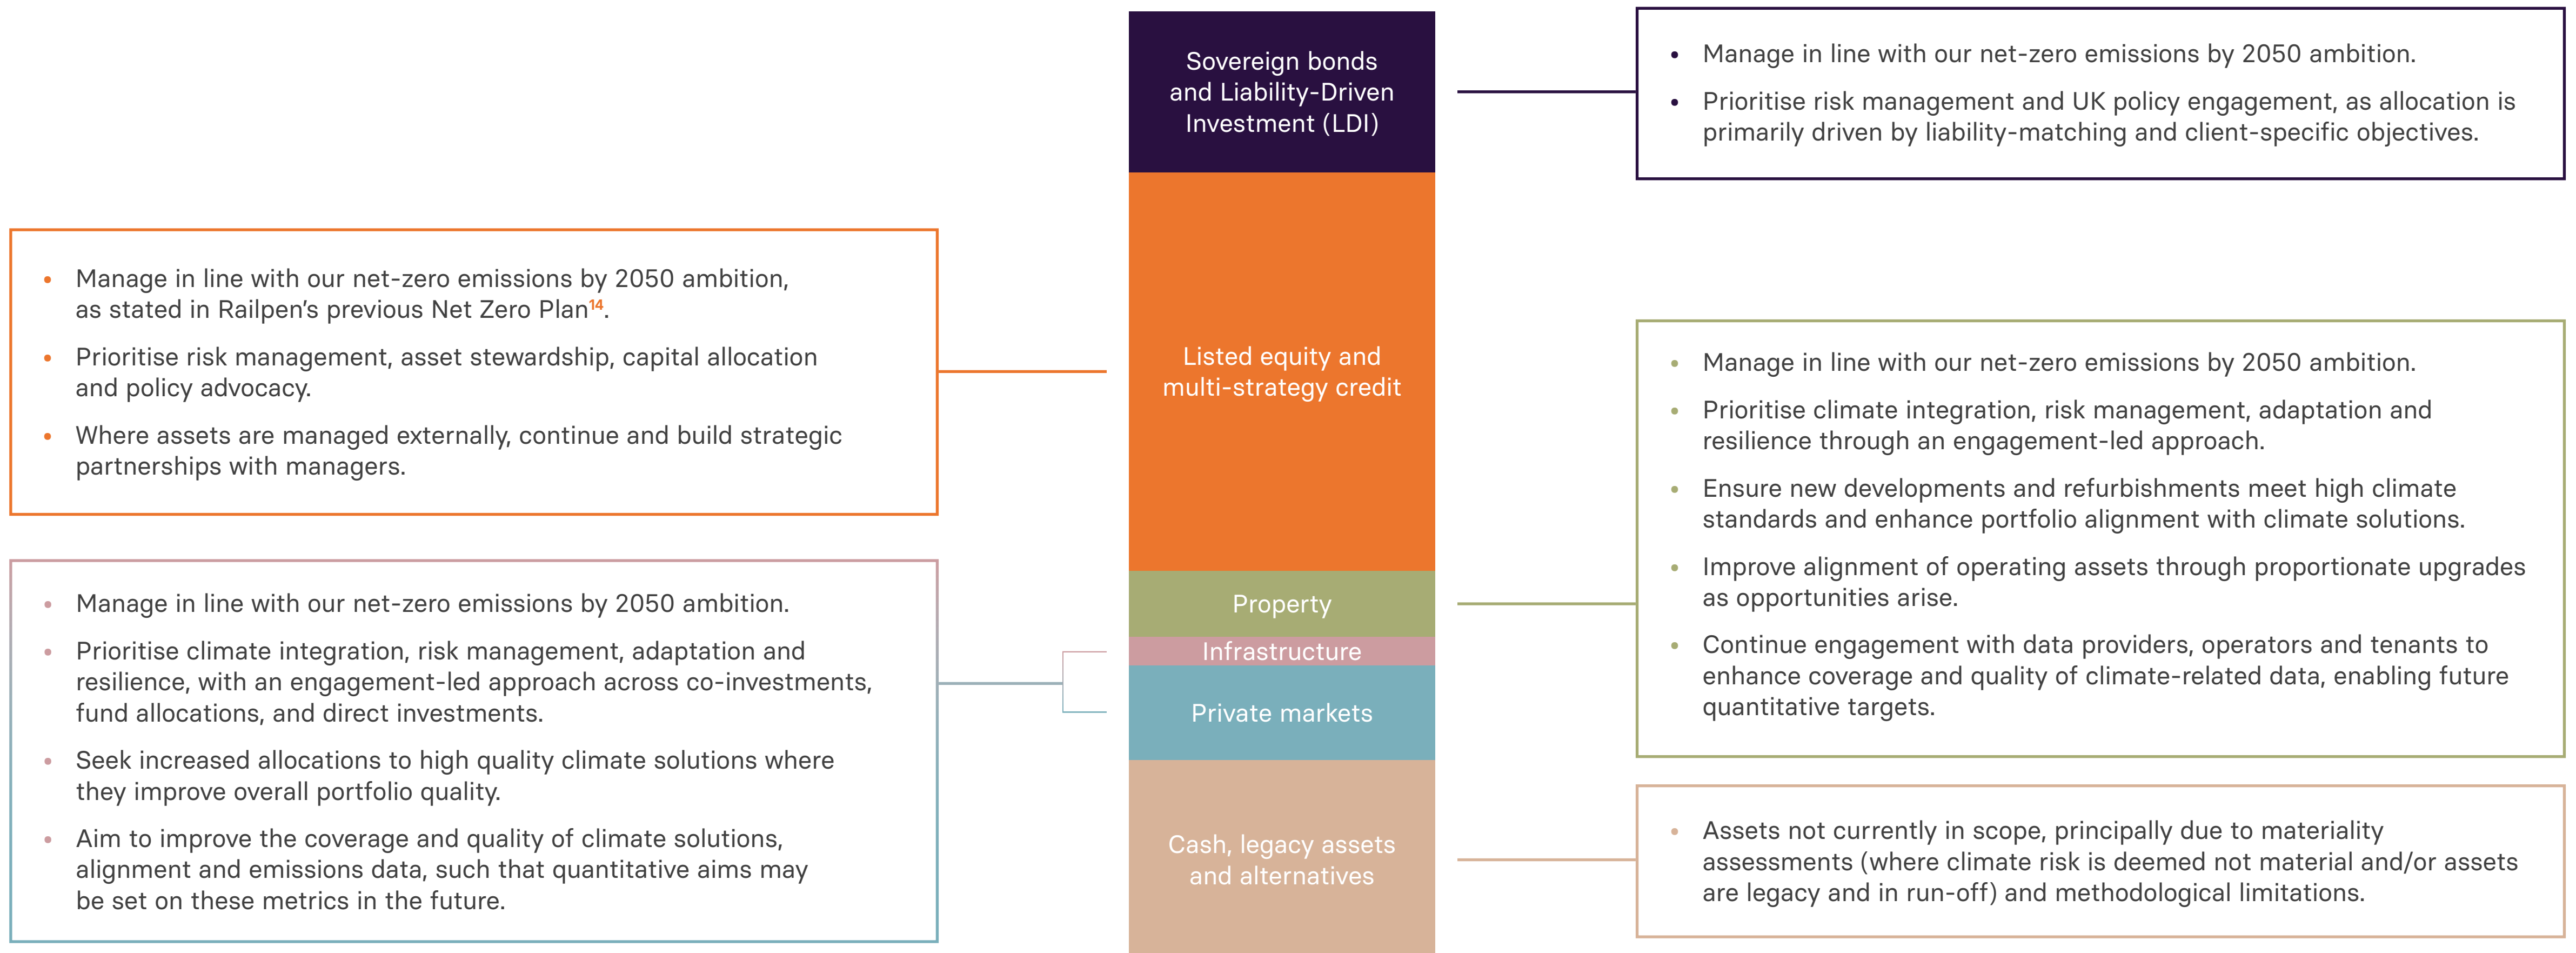 Sovereign bonds
and Liability-Driven
Investment (LDI)
• Manage in line with our net-zero emissions by 2050 ambition.
• Prioritise risk management and UK policy engagement, as allocation is
primarily driven by liability-matching and client-specific objectives.
• Manage in line with our net-zero emissions by 2050 ambition,
as stated in Railpen’s previous Net Zero Plan14.
• Prioritise risk management, asset stewardship, capital allocation
and policy advocacy.
• Where assets are managed externally, continue and build strategic
partnerships with managers.
Listed equity and
multi-strategy credit
Property
• Manage in line with our net-zero emissions by 2050 ambition.
• Prioritise climate integration, risk management, adaptation and
resilience through an engagement-led approach.
• Ensure new developments and refurbishments meet high climate
standards and enhance portfolio alignment with climate solutions.
• Improve alignment of operating assets through proportionate upgrades
as opportunities arise.
• Continue engagement with data providers, operators and tenants to
enhance coverage and quality of climate-related data, enabling future
quantitative targets.
• Manage in line with our net-zero emissions by 2050 ambition.
• Prioritise climate integration, risk management, adaptation and
resilience, with an engagement-led approach across co-investments,
fund allocations, and direct investments.
• Seek increased allocations to high quality climate solutions where
they improve overall portfolio quality.
• Aim to improve the coverage and quality of climate solutions,
alignment and emissions data, such that quantitative aims may
be set on these metrics in the future.
Infrastructure
Private markets
Cash, legacy assets
and alternatives
• Assets not currently in scope, principally due to materiality
assessments (where climate risk is deemed not material and/or assets
are legacy and in run-off) and methodological limitations.